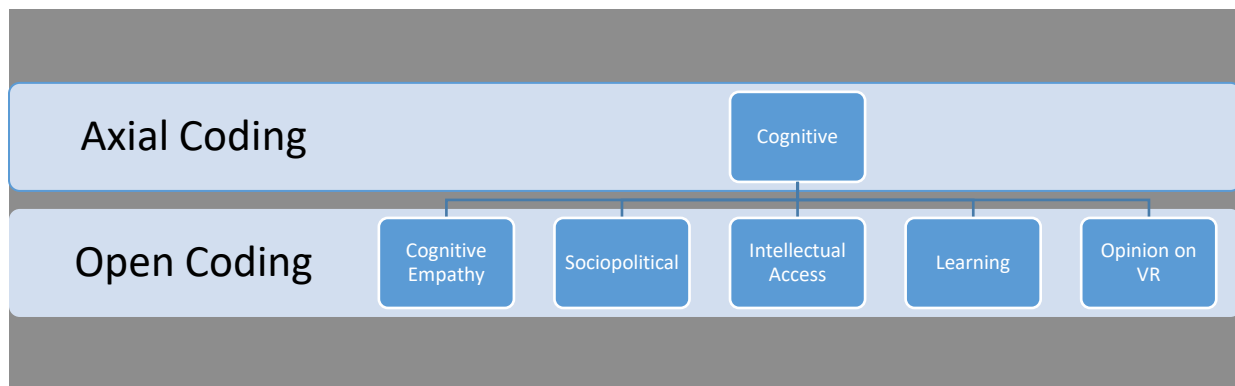 Axial Coding
Cognitive
Open Coding
Cognitive
Empathy
Sociopolitical
Intellectual
Access
Learning
Opinion on
VR